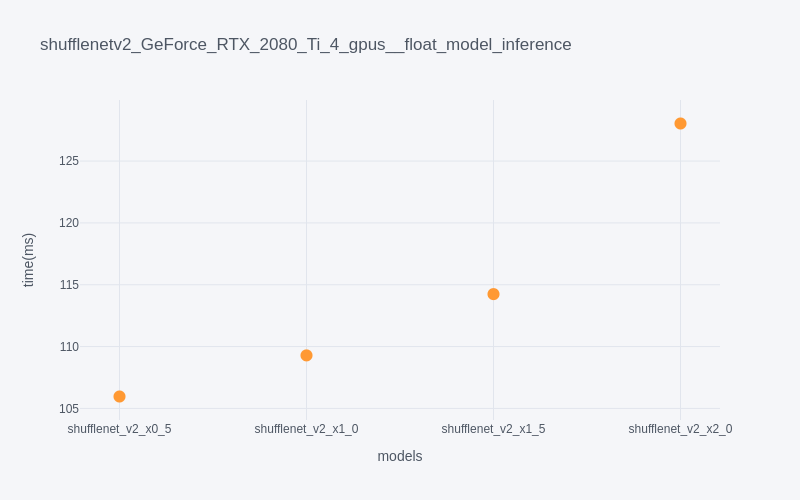 shufflenetv2_GeForce_RTX_2080_Ti_4_gpus__float_model_inference
time(ms)
125
120
115
110
105
shufflenet_v2_x0_5 shufflenet_v2_x1_0 shufflenet_v2_x1_5 shufflenet_v2_x2_0
models